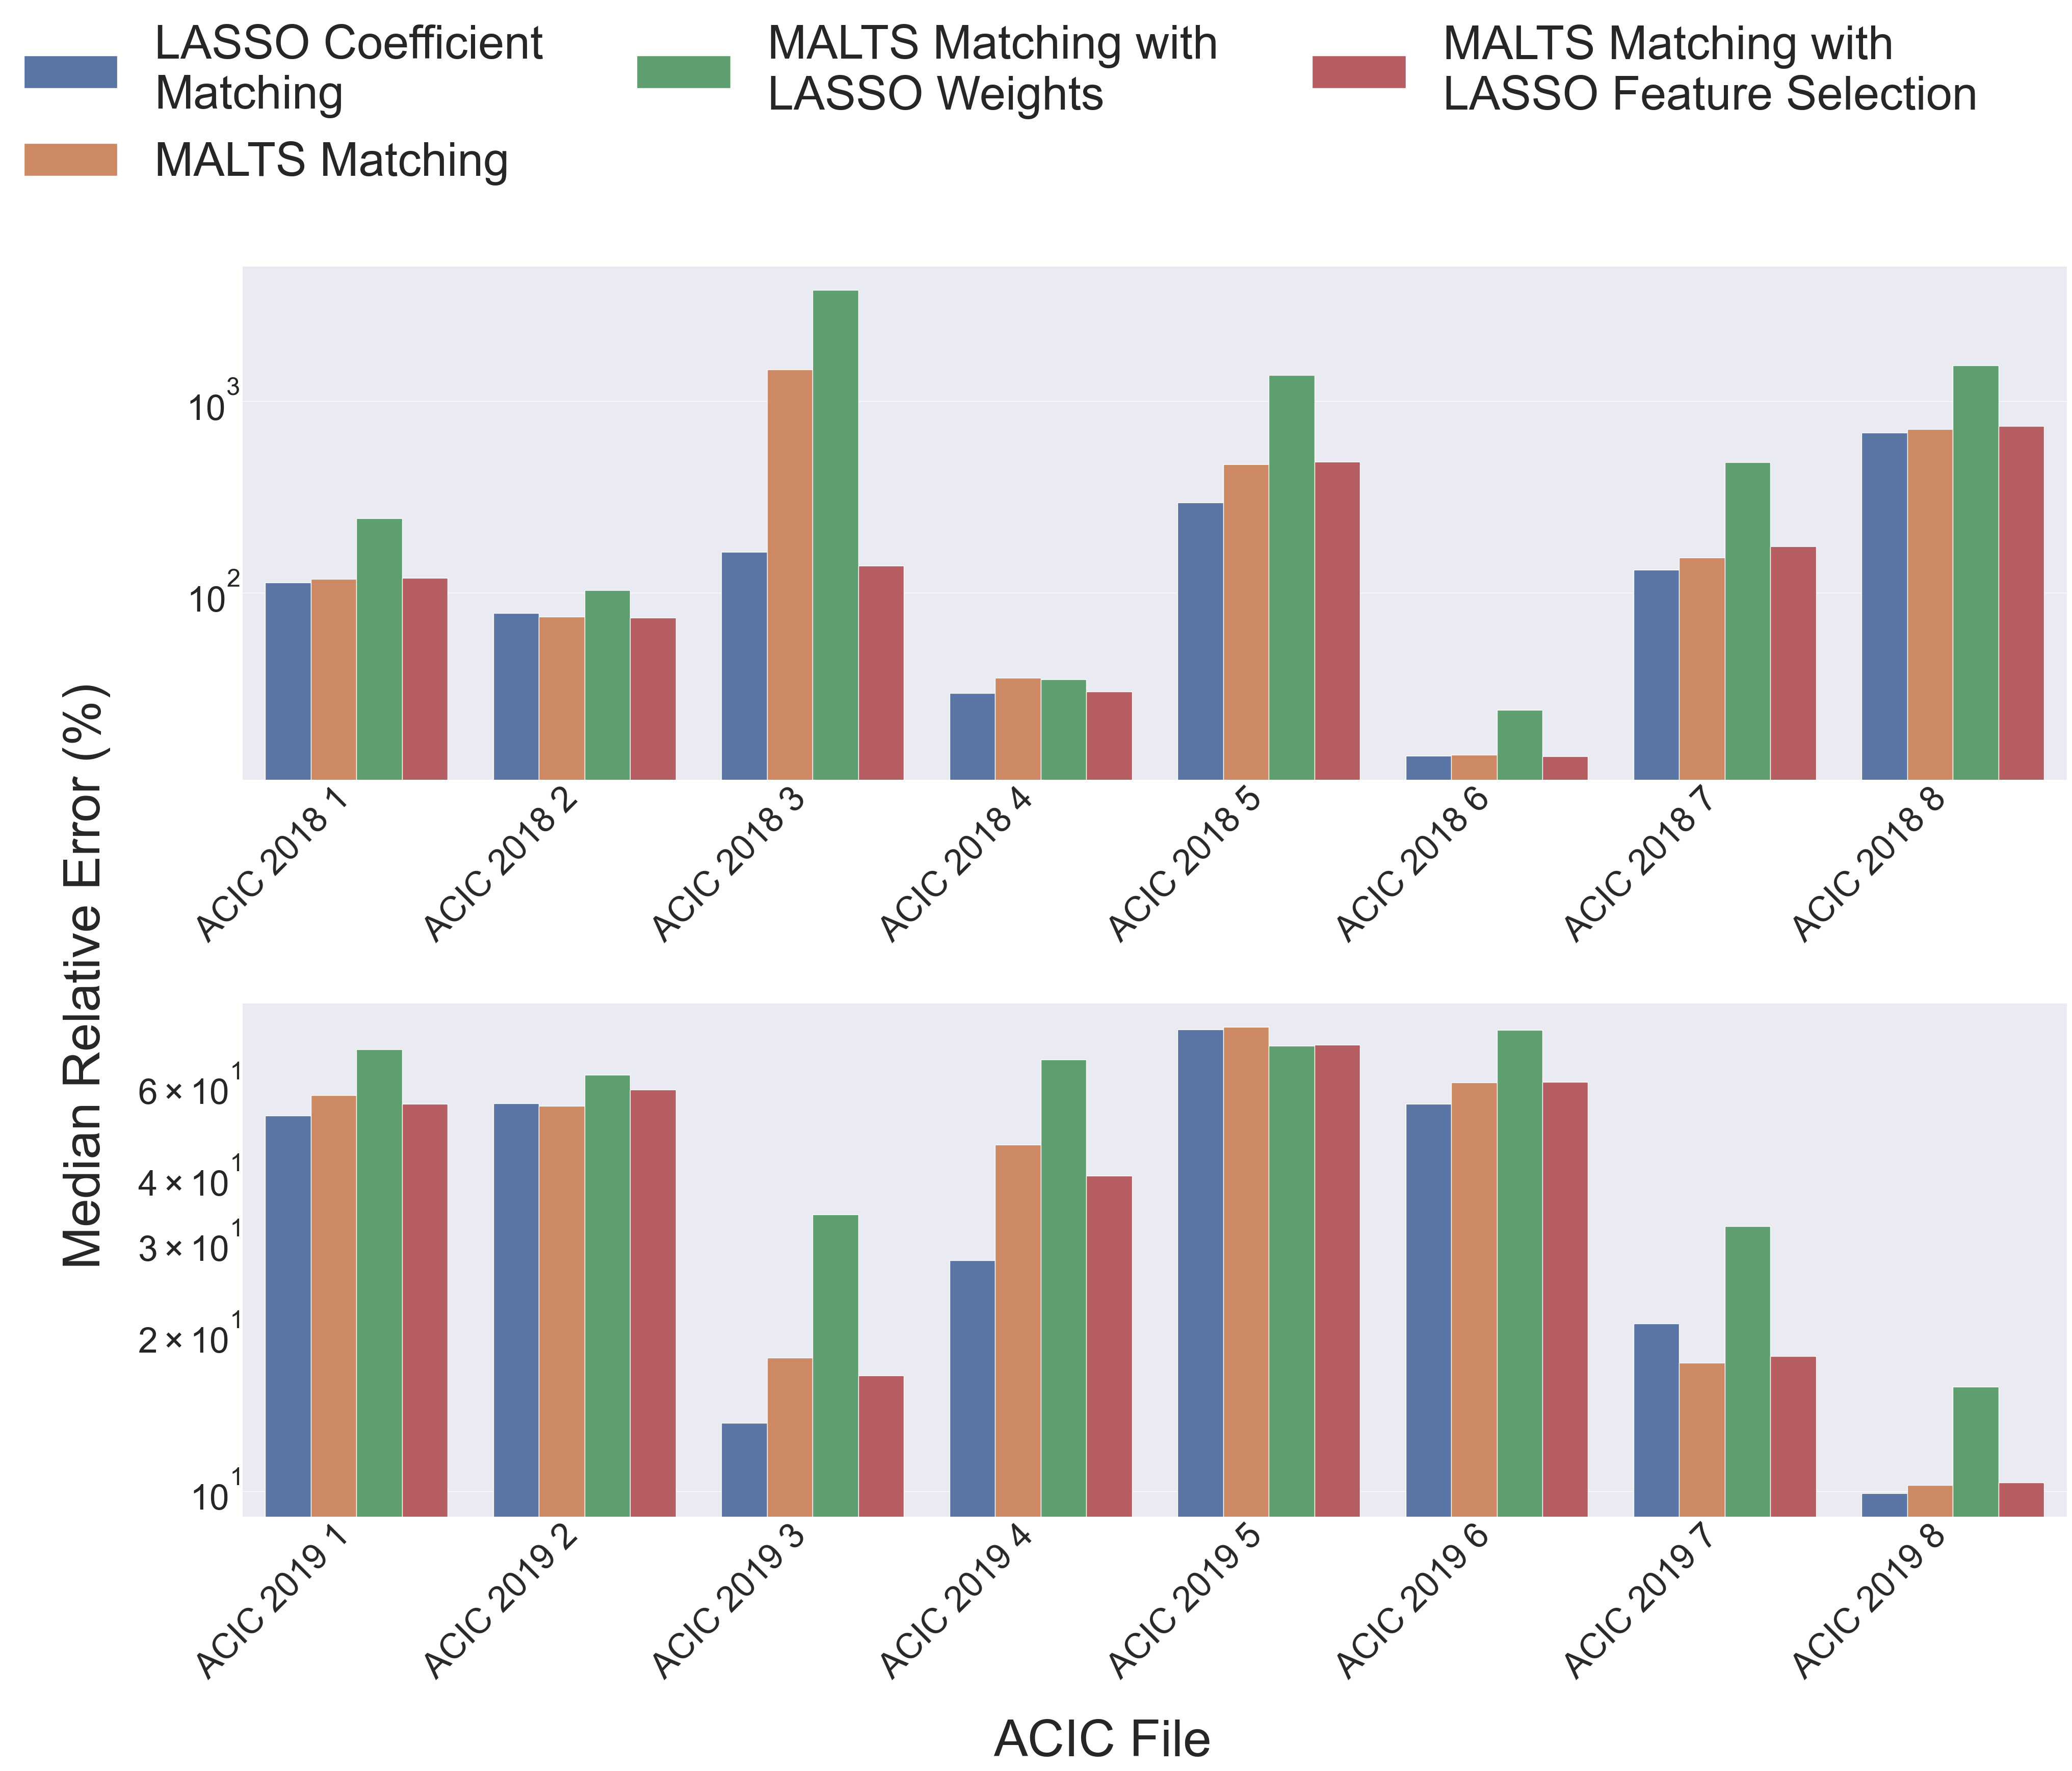 LASSO Coefficient
Matching
MALTS Matching
MALTS Matching with
LASSO Weights
MALTS Matching with
LASSO Feature Selection
Median Relative Error (%)
10³
10²
ACIC 2018 1
ACIC 2018 2
ACIC 2018 3
ACIC 2018 4
ACIC 2018 5
ACIC 2018 6
ACIC 2018 7
ACIC 2018 8
6 × 10¹
4 × 10¹
3 × 10¹
2 × 10¹
10¹
ACIC 2019 1
ACIC 2019 2
ACIC 2019 3
ACIC 2019 4
ACIC 2019 5
ACIC 2019 6
ACIC 2019 7
ACIC 2019 8
ACIC File